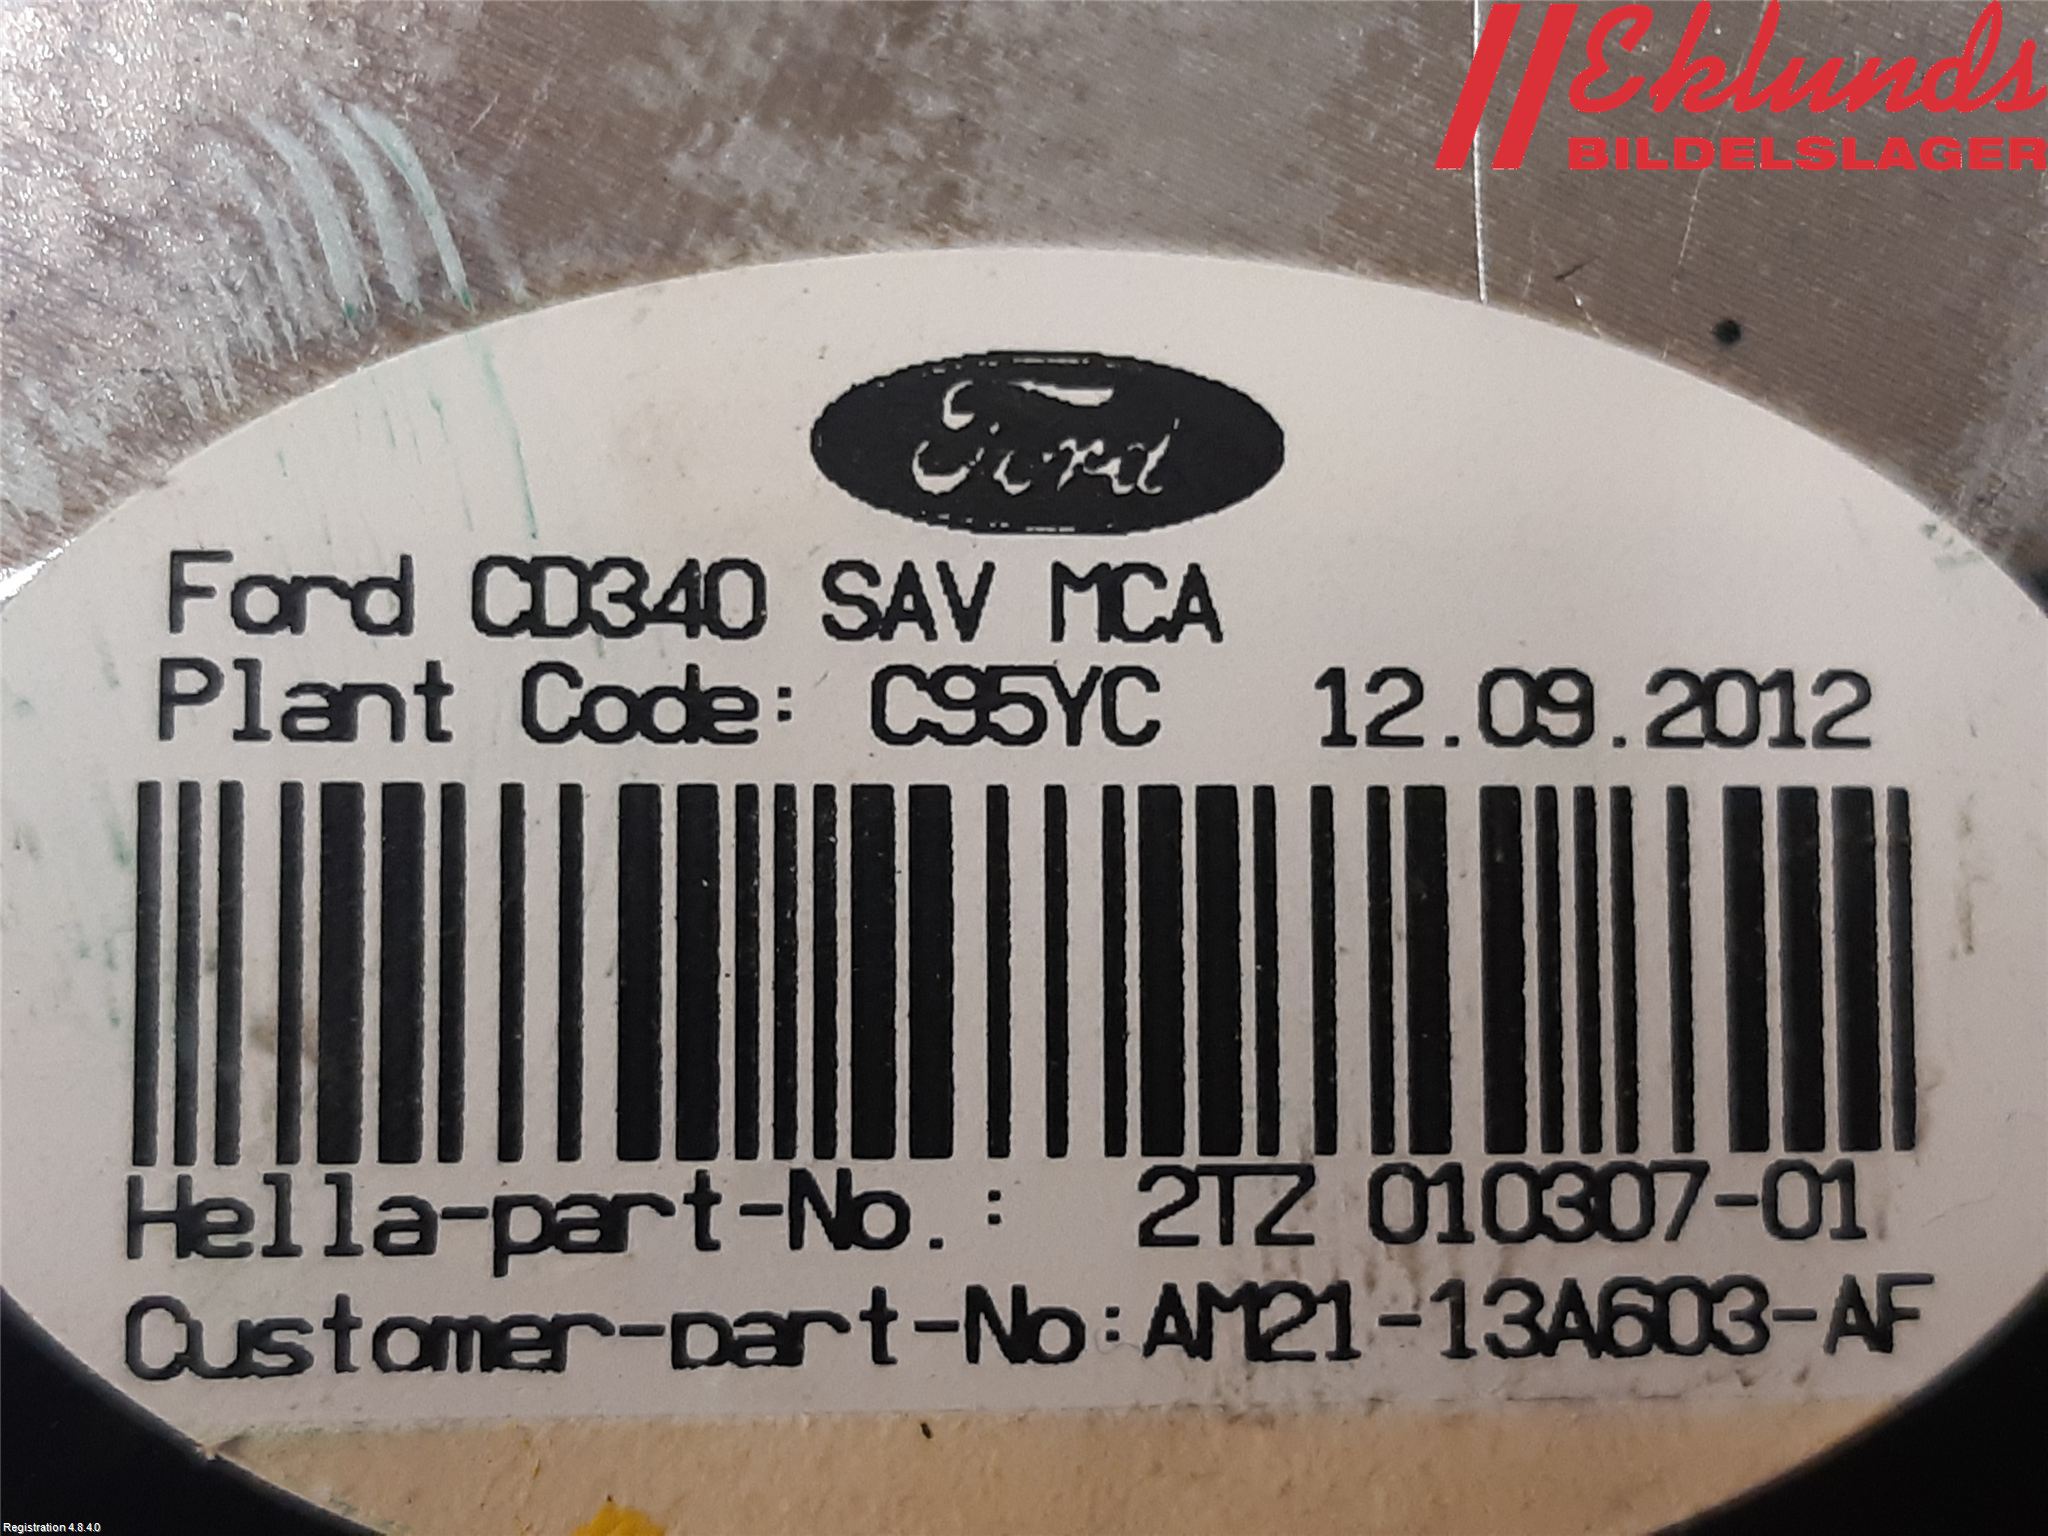 Eklunds
BILDELSLAGER
Ford
Ford CD340 SAV MCA
Plant Code: C95YC 12.09.2012
Hella-part-No.: 2TZ 010307-01
Customer-part-No:AM21-13A603-AF
Registration 4.8.4.0